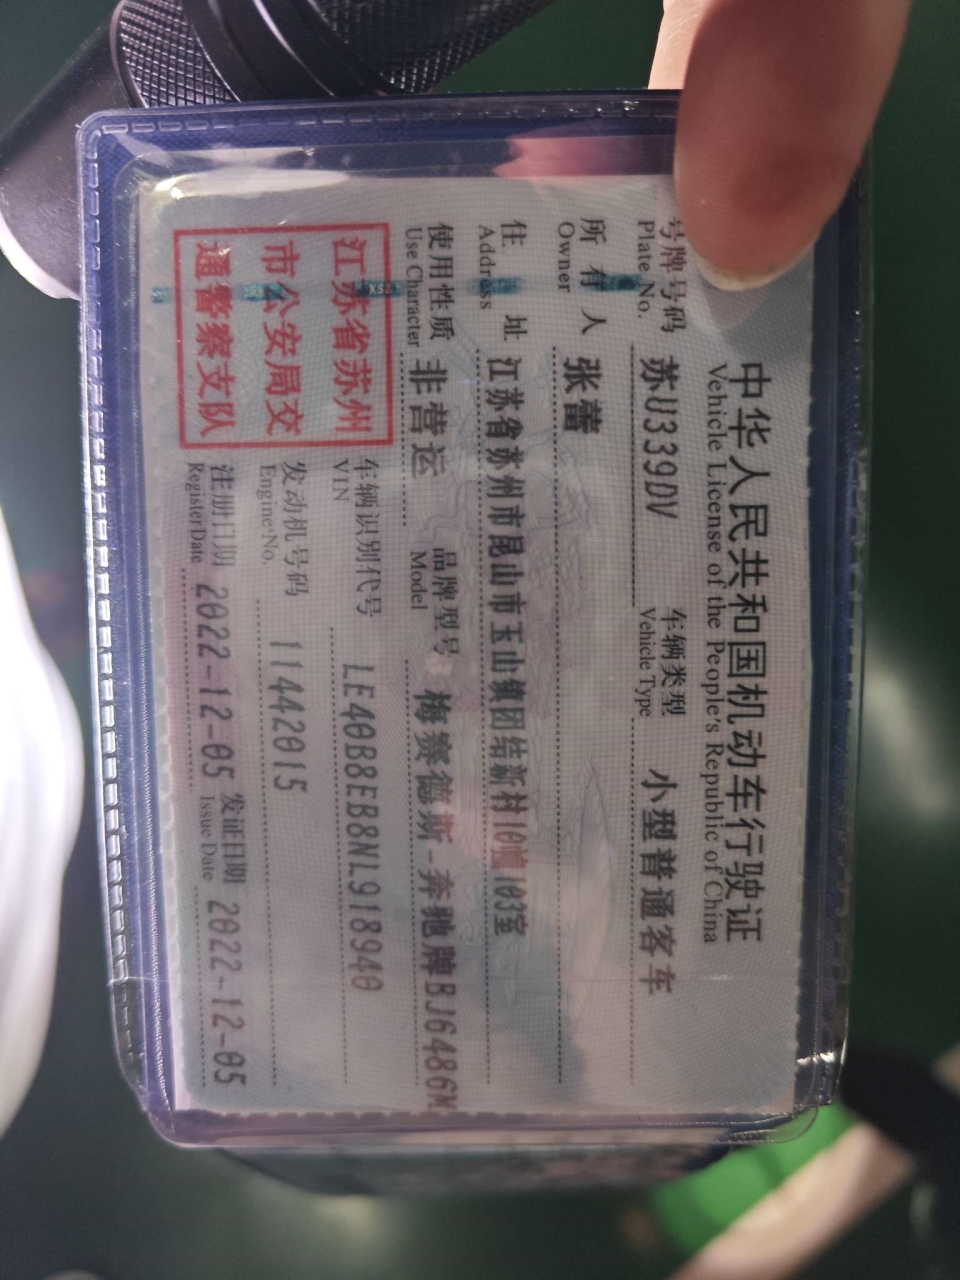 中华人民共和国机动车行驶证
Vehicle License of the People's Republic of China
号牌号码 苏U339DV 车辆类型 小型普通客车
Plate No. Vehicle Type
所有人 张蕾
Owner
住址 江苏省苏州市昆山市玉山镇团结新村10幢103室
Address
使用性质 非营运 品牌型号 梅赛德斯-奔驰牌BJ6486M
Use Character Model
江苏省苏州
市公安局交
通警察支队
车辆识别代号 LE40B8EB8NL918940
VIN
发动机号码 11442015
Engine No.
注册日期 2022-12-05 发证日期 2022-12-05
Register Date Issue Date